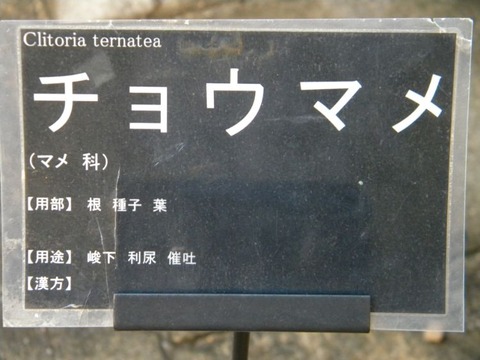 Clitoria ternatea
チョウマメ
（マメ 科）
【用部】 根 種子 葉
【用途】 峻下 利尿 催吐
【漢方】